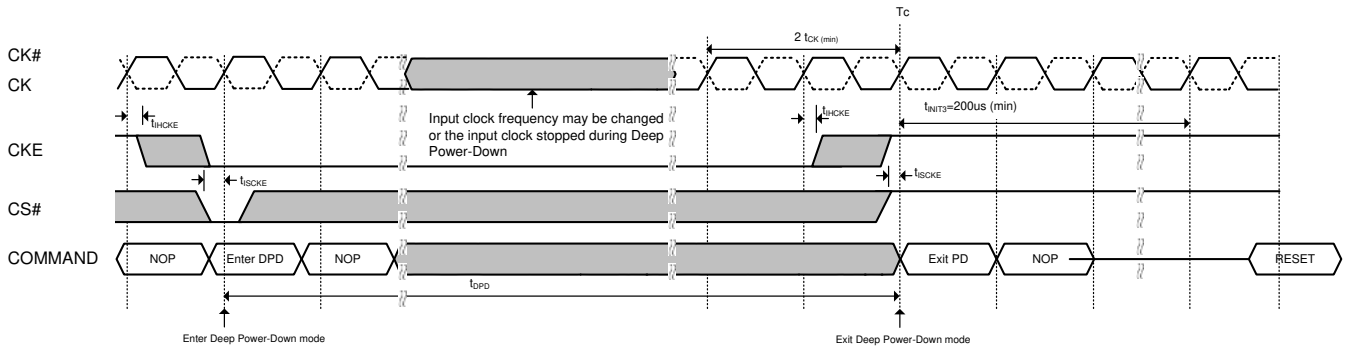 Tc
CK#
2 tCK (min)
CK
Input clock frequency may be changed
or the input clock stopped during Deep
Power-Down
tIHCKE
tIHCKE
tINIT3=200us (min)
CKE
tISCKE
tISCKE
CS#
COMMAND
NOP
Enter DPD
NOP
Exit PD
NOP
RESET
tDPD
Enter Deep Power-Down mode
Exit Deep Power-Down mode